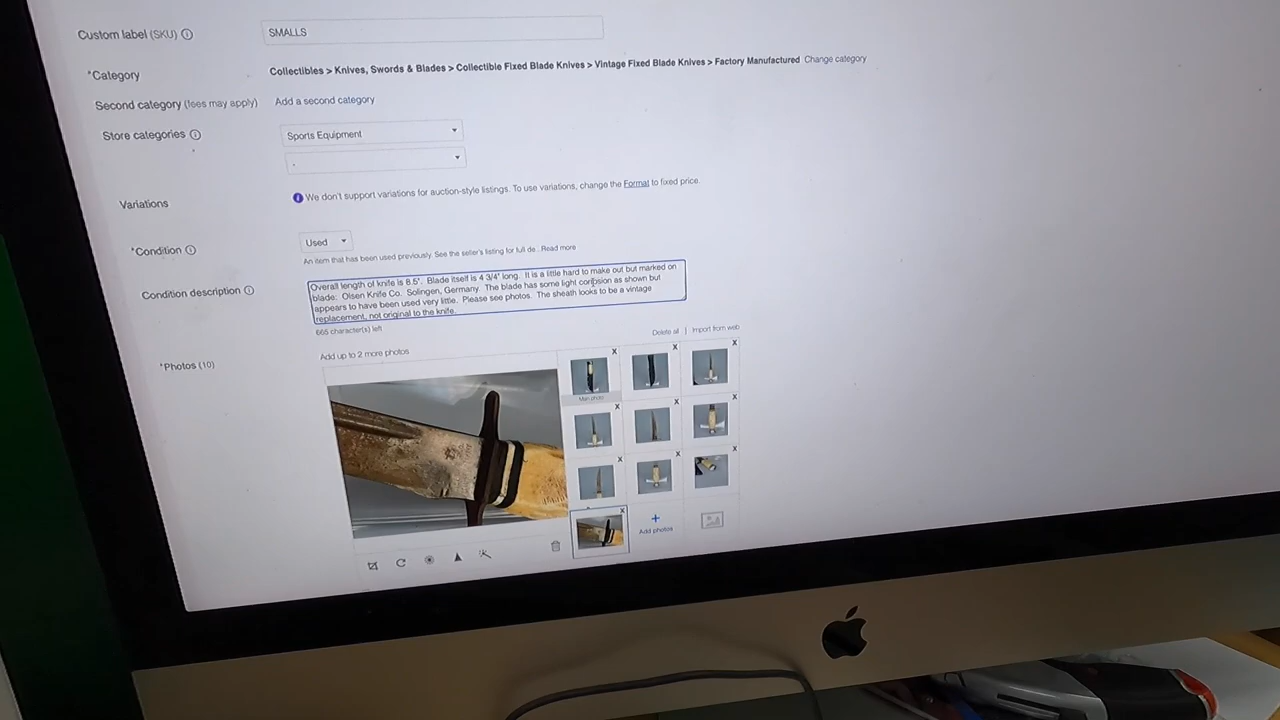 Custom label (SKU)
SMALLS
*Category
Collectibles > Knives, Swords & Blades > Collectible Fixed Blade Knives > Vintage Fixed Blade Knives > Factory Manufactured Change category
Second category (fees may apply)
Add a second category
Store categories
Sports Equipment
-
Variations
We don't support variations for auction-style listings. To use variations, change the Format to fixed price.
*Condition
Used
An item that has been used previously. See the seller's listing for full de...Read more
Condition description
Overall length of knife is 8.5". Blade itself is 4 3/4" long. It is a little hard to make out but marked on
blade: Olsen Knife Co. Solingen, Germany. The blade has some light corrosion as shown but
appears to have been used very little. Please see photos. The sheath looks to be a vintage
replacement, not original to the knife.
665 character(s) left
*Photos (10)
Add up to 2 more photos
Delete all | Import from web
Main photo
Add photos